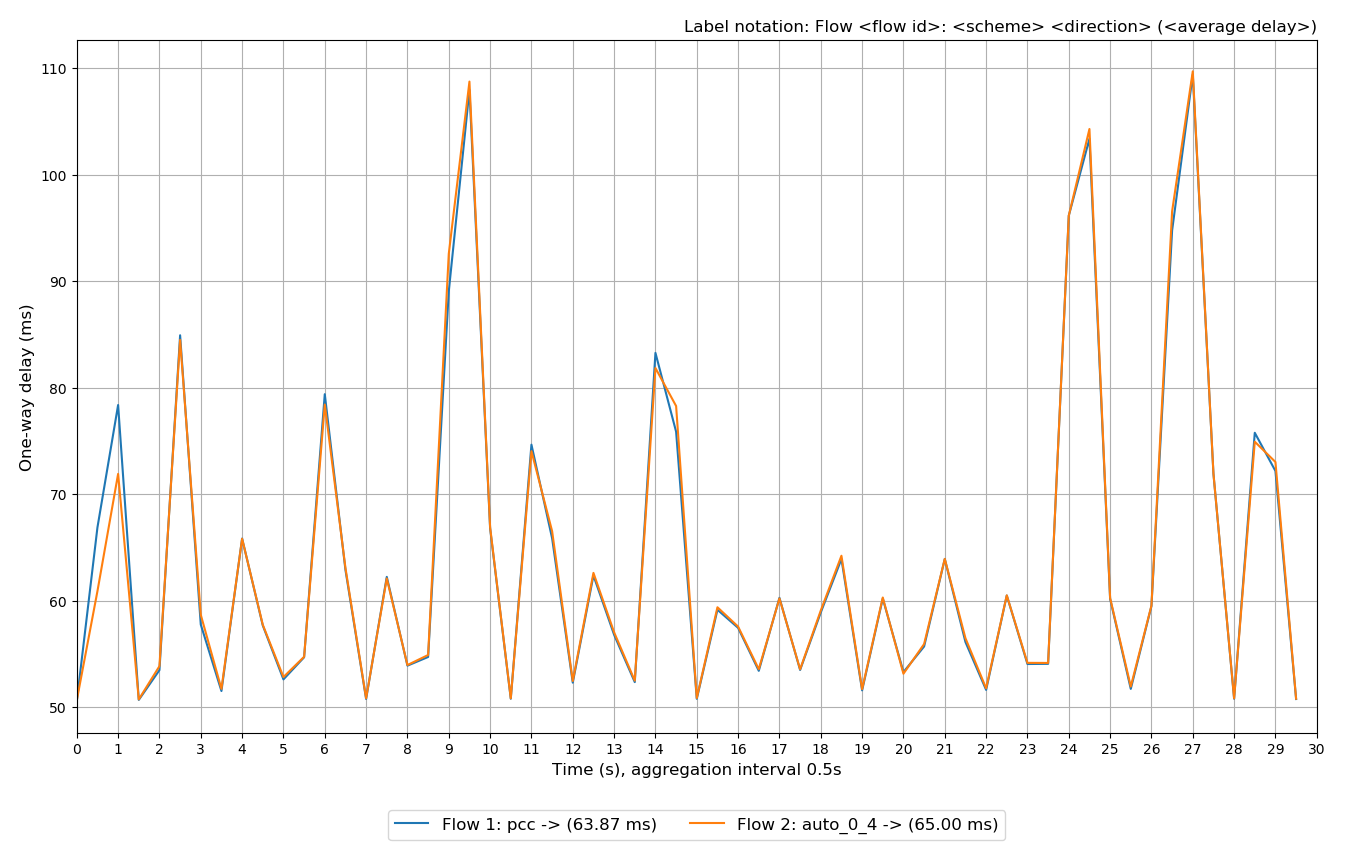 Label notation: Flow <flow id>: <scheme> <direction> (<average delay>)
110
100
90
80
70
60
50
One-way delay (ms)
0 1 2 3 4 5 6 7 8 9 10 11 12 13 14 15 16 17 18 19 20 21 22 23 24 25 26 27 28 29 30
Time (s), aggregation interval 0.5s
Flow 1: pcc -> (63.87 ms) Flow 2: auto_0_4 -> (65.00 ms)